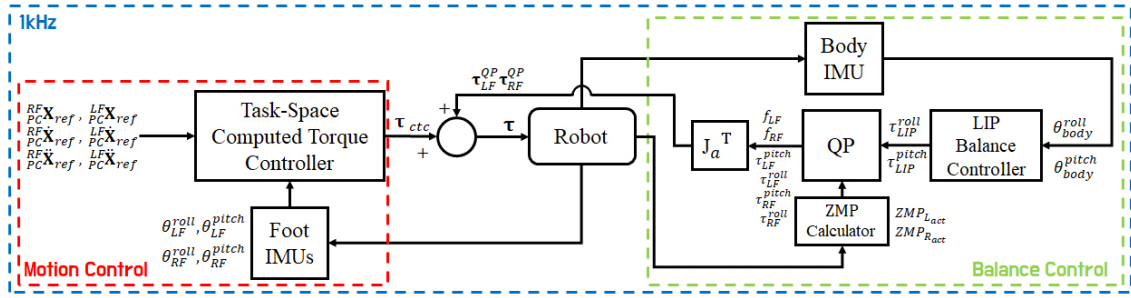 1kHz
Body
IMU
τ_LF^QP τ_RF^QP
^RF_PC X_ref , ^LF_PC X_ref
^RF_PC Ẋ_ref , ^LF_PC Ẋ_ref
^RF_PC Ẍ_ref , ^LF_PC Ẍ_ref
Task-Space
Computed Torque
Controller
τ_ctc
+
+
τ
Robot
J_a^T
f_LF
f_RF
τ_LF^pitch
τ_LF^roll
τ_RF^pitch
τ_RF^roll
QP
τ_LIP^roll
τ_LIP^pitch
LIP
Balance
Controller
θ_body^roll
θ_body^pitch
θ_LF^roll, θ_LF^pitch
θ_RF^roll, θ_RF^pitch
Foot
IMUs
ZMP
Calculator
ZMP_L_act
ZMP_R_act
Motion Control
Balance Control